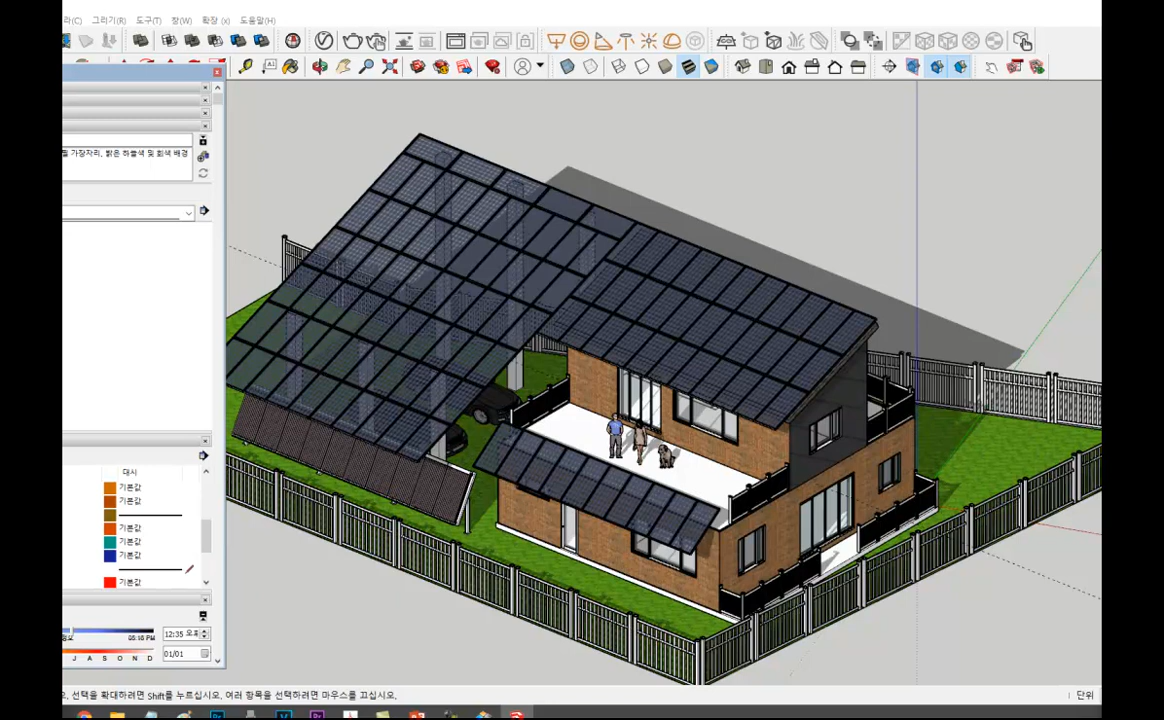 라(C) 그리기(R) 도구(T) 창(W) 확장 (x) 도움말(H)
필 가장자리, 밝은 하늘색 및 회색 배경
대시
기본값
기본값
기본값
기본값
기본값
기본값
05:15 PM
12:35 오후
J A S O N D
01/01
선택을 확대하려면 Shift를 누르십시오. 여러 항목을 선택하려면 마우스를 끄십시오.
단위